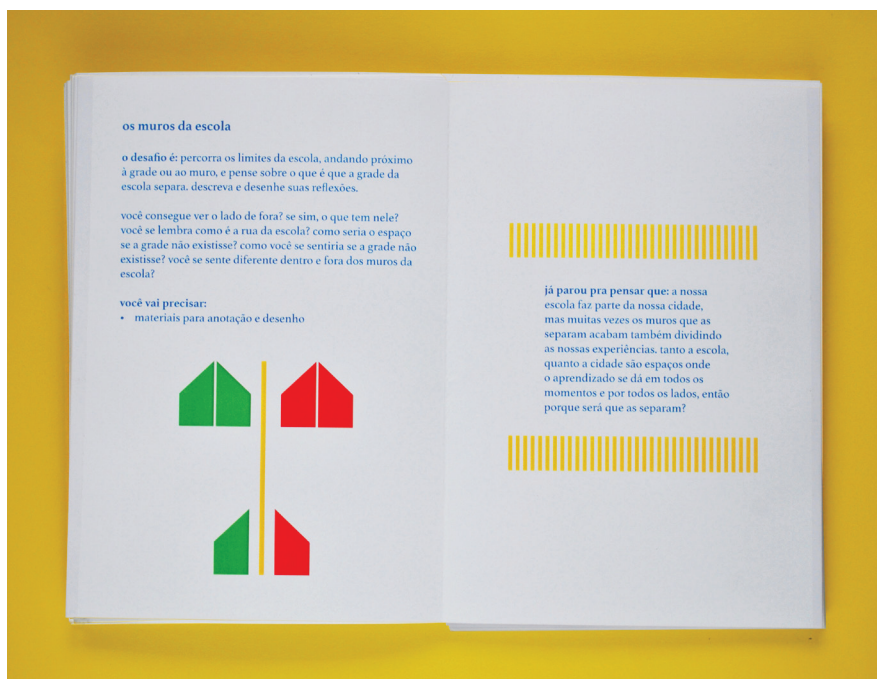 os muros da escola
o desafio é: percorra os limites da escola, andando próximo
à grade ou ao muro, e pense sobre o que é que a grade da
escola separa. descreva e desenhe suas reflexões.
você consegue ver o lado de fora? se sim, o que tem nele?
você se lembra como é a rua da escola? como seria o espaço
se a grade não existisse? como você se sentiria se a grade não
existisse? você se sente diferente dentro e fora dos muros da
escola?
você vai precisar:
• materiais para anotação e desenho
já parou pra pensar que: a nossa
escola faz parte da nossa cidade,
mas muitas vezes os muros que as
separam acabam também dividindo
as nossas experiências. tanto a escola,
quanto a cidade são espaços onde
o aprendizado se dá em todos os
momentos e por todos os lados, então
porque será que as separam?